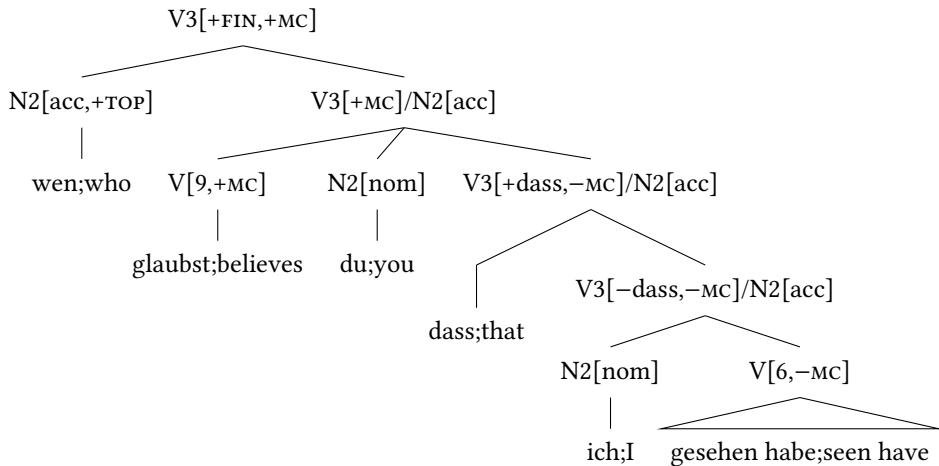 V3[+FIN,+MC]
N2[acc,+TOP] V3[+MC]/N2[acc]
wen;who V[9,+MC] N2[nom] V3[+dass,−MC]/N2[acc]
glaubst;believes du;you
V3[−dass,−MC]/N2[acc]
dass;that
N2[nom] V[6,−MC]
ich;I gesehen habe;seen have